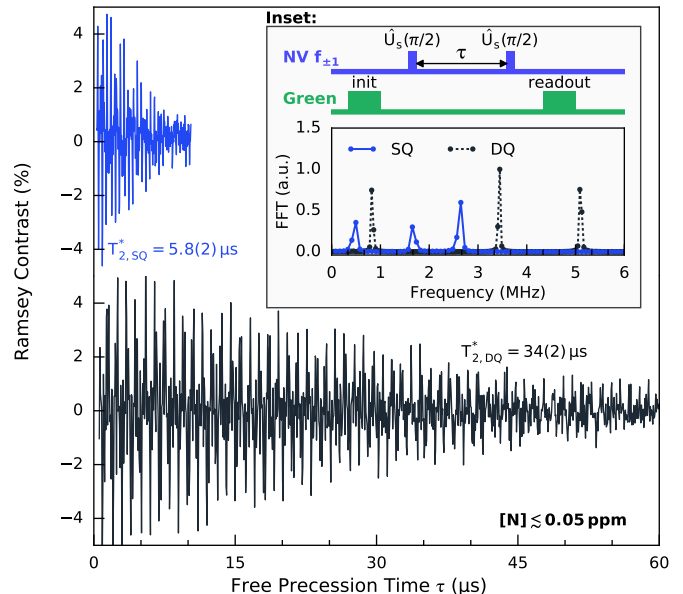 Inset:
Û_s(π/2) Û_s(π/2)
NV f_{±1}
τ
init readout
Green
1.5
SQ DQ
1.0
0.5
0.0
FFT (a.u.)
0 1 2 3 4 5 6
Frequency (MHz)
4
2
0
−2
−4
T*_{2, SQ} = 5.8(2) μs
4
2
0
−2
−4
T*_{2, DQ} = 34(2) μs
[N] ≲ 0.05 ppm
Ramsey Contrast (%)
0 15 30 45 60
Free Precession Time τ (μs)